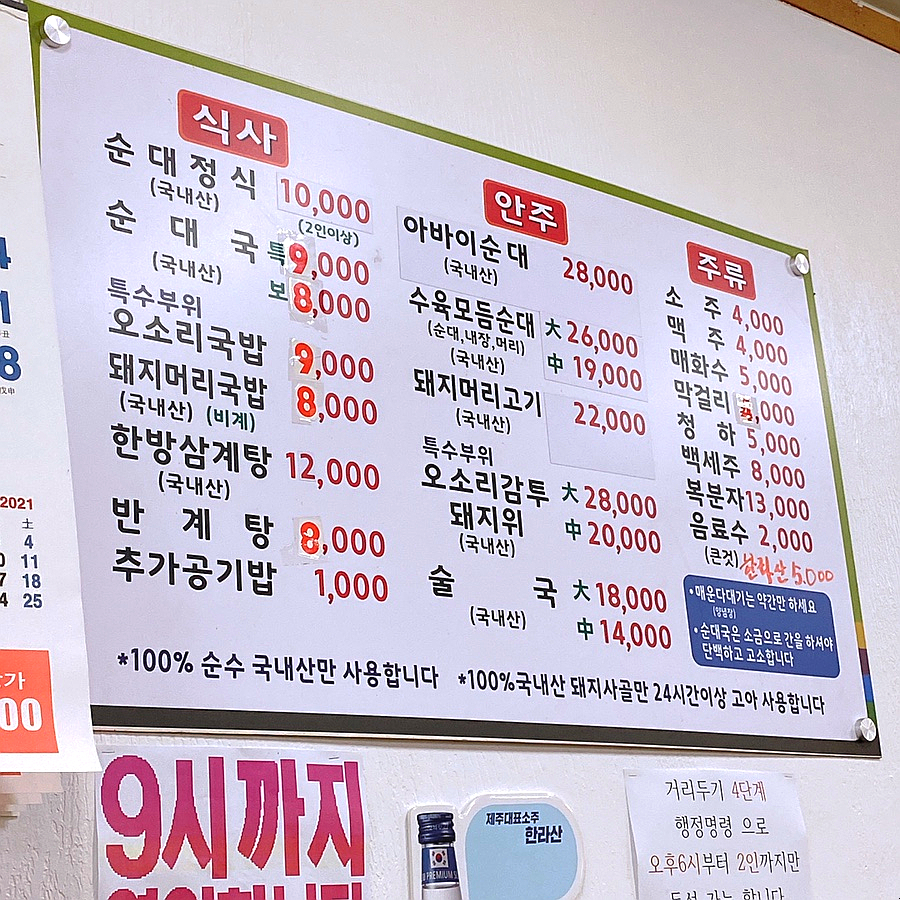 식사
순대정식 10,000
(국내산) (2인이상)
순대국 특 9,000
(국내산) 보 8,000
특수부위
오소리국밥 9,000
돼지머리국밥 8,000
(국내산) (비계)
한방삼계탕 12,000
(국내산)
반계탕 8,000
추가공기밥 1,000
안주
아바이순대 28,000
(국내산)
수육모듬순대 大 26,000
(순대,내장,머리) 中 19,000
(국내산)
돼지머리고기 22,000
(국내산)
특수부위
오소리감투 大 28,000
돼지위 中 20,000
(국내산)
술국 大 18,000
(국내산) 中 14,000
주류
소주 4,000
맥주 4,000
매화수 5,000
막걸리 ,000
청하 5,000
백세주 8,000
복분자 13,000
음료수 2,000
(큰것) 한라산 5.000
•매운다대기는 약간만 하세요
(양념장)
•순대국은 소금으로 간을 하셔야
단백하고 고소합니다
*100% 순수 국내산만 사용합니다
*100%국내산 돼지사골만 24시간이상 고아 사용합니다
2021
土
4
11
18
25
9시까지
제주대표소주
한라산
PREMIUM
거리두기 4단계
행정명령 으로
오후6시부터 2인까지만